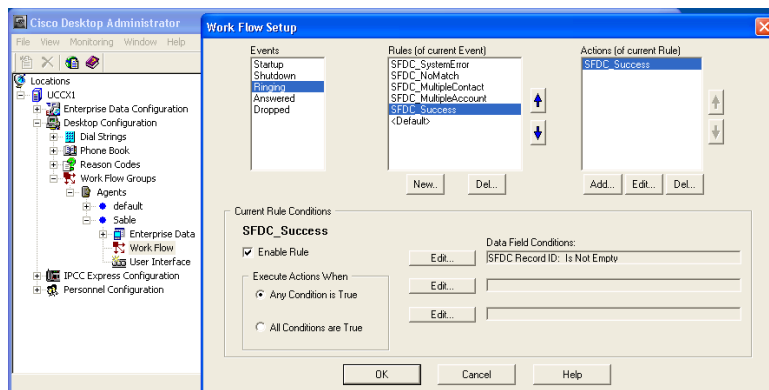 Cisco Desktop Administrator
File View Monitoring Window Help
Locations
UCCX1
Enterprise Data Configuration
Desktop Configuration
Dial Strings
Phone Book
Reason Codes
Work Flow Groups
Agents
default
Sable
Enterprise Data
Work Flow
User Interface
IPCC Express Configuration
Personnel Configuration
Work Flow Setup
Events
Startup
Shutdown
Ringing
Answered
Dropped
Rules (of current Event)
SFDC_SystemError
SFDC_NoMatch
SFDC_MultipleContact
SFDC_MultipleAccount
SFDC_Success
<Default>
New.. Del...
Actions (of current Rule)
SFDC_Success
Add... Edit... Del...
Current Rule Conditions
SFDC_Success
Enable Rule
Execute Actions When
Any Condition is True
All Conditions are True
Data Field Conditions:
Edit... SFDC Record ID: Is Not Empty
Edit...
Edit...
OK Cancel Help